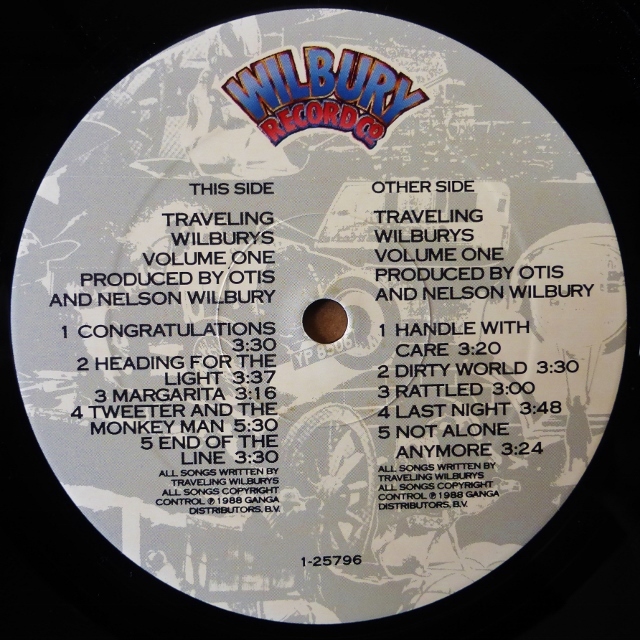 WILBURY
RECORD CO.
THIS SIDE
TRAVELING
WILBURYS
VOLUME ONE
PRODUCED BY OTIS
AND NELSON WILBURY
1 CONGRATULATIONS
3:30
2 HEADING FOR THE
LIGHT 3:37
3 MARGARITA 3:16
4 TWEETER AND THE
MONKEY MAN 5:30
5 END OF THE
LINE 3:30
ALL SONGS WRITTEN BY
TRAVELING WILBURYS
ALL SONGS COPYRIGHT
CONTROL ℗ 1988 GANGA
DISTRIBUTORS, B.V.
OTHER SIDE
TRAVELING
WILBURYS
VOLUME ONE
PRODUCED BY OTIS
AND NELSON WILBURY
1 HANDLE WITH
CARE 3:20
2 DIRTY WORLD 3:30
3 RATTLED 3:00
4 LAST NIGHT 3:48
5 NOT ALONE
ANYMORE 3:24
ALL SONGS WRITTEN BY
TRAVELING WILBURYS
ALL SONGS COPYRIGHT
CONTROL ℗ 1988 GANGA
DISTRIBUTORS, B.V.
1-25796